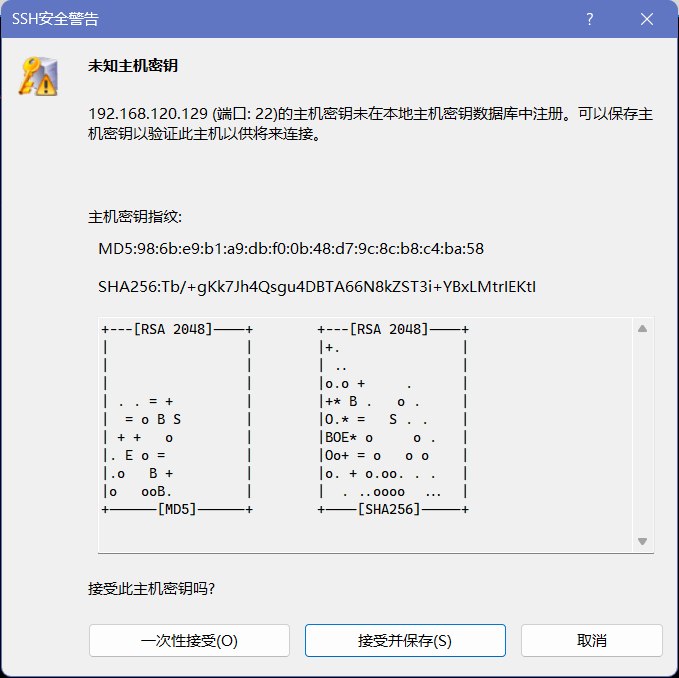 SSH安全警告
未知主机密钥
192.168.120.129 (端口: 22)的主机密钥未在本地主机密钥数据库中注册。可以保存主
机密钥以验证此主机以供将来连接。
主机密钥指纹:
MD5:98:6b:e9:b1:a9:db:f0:0b:48:d7:9c:8c:b8:c4:ba:58
SHA256:Tb/+gKk7Jh4Qsgu4DBTA66N8kZST3i+YBxLMtrIEKtI
+---[RSA 2048]----+        +---[RSA 2048]----+
|                 |        |+.               |
|                 |        | ..              |
|                 |        |o.o +     .      |
| . . = +         |        |+* B .   o .     |
|  = o B S        |        |O.* =   S . .    |
| + +   o         |        |BOE* o     o .   |
|. E o =          |        |Oo+ = o   o o    |
|.o   B +         |        |o. + o.oo. . .   |
|o   ooB.         |        |  . ..oooo  ...  |
+------[MD5]------+        +----[SHA256]-----+
接受此主机密钥吗?
一次性接受(O) 接受并保存(S) 取消